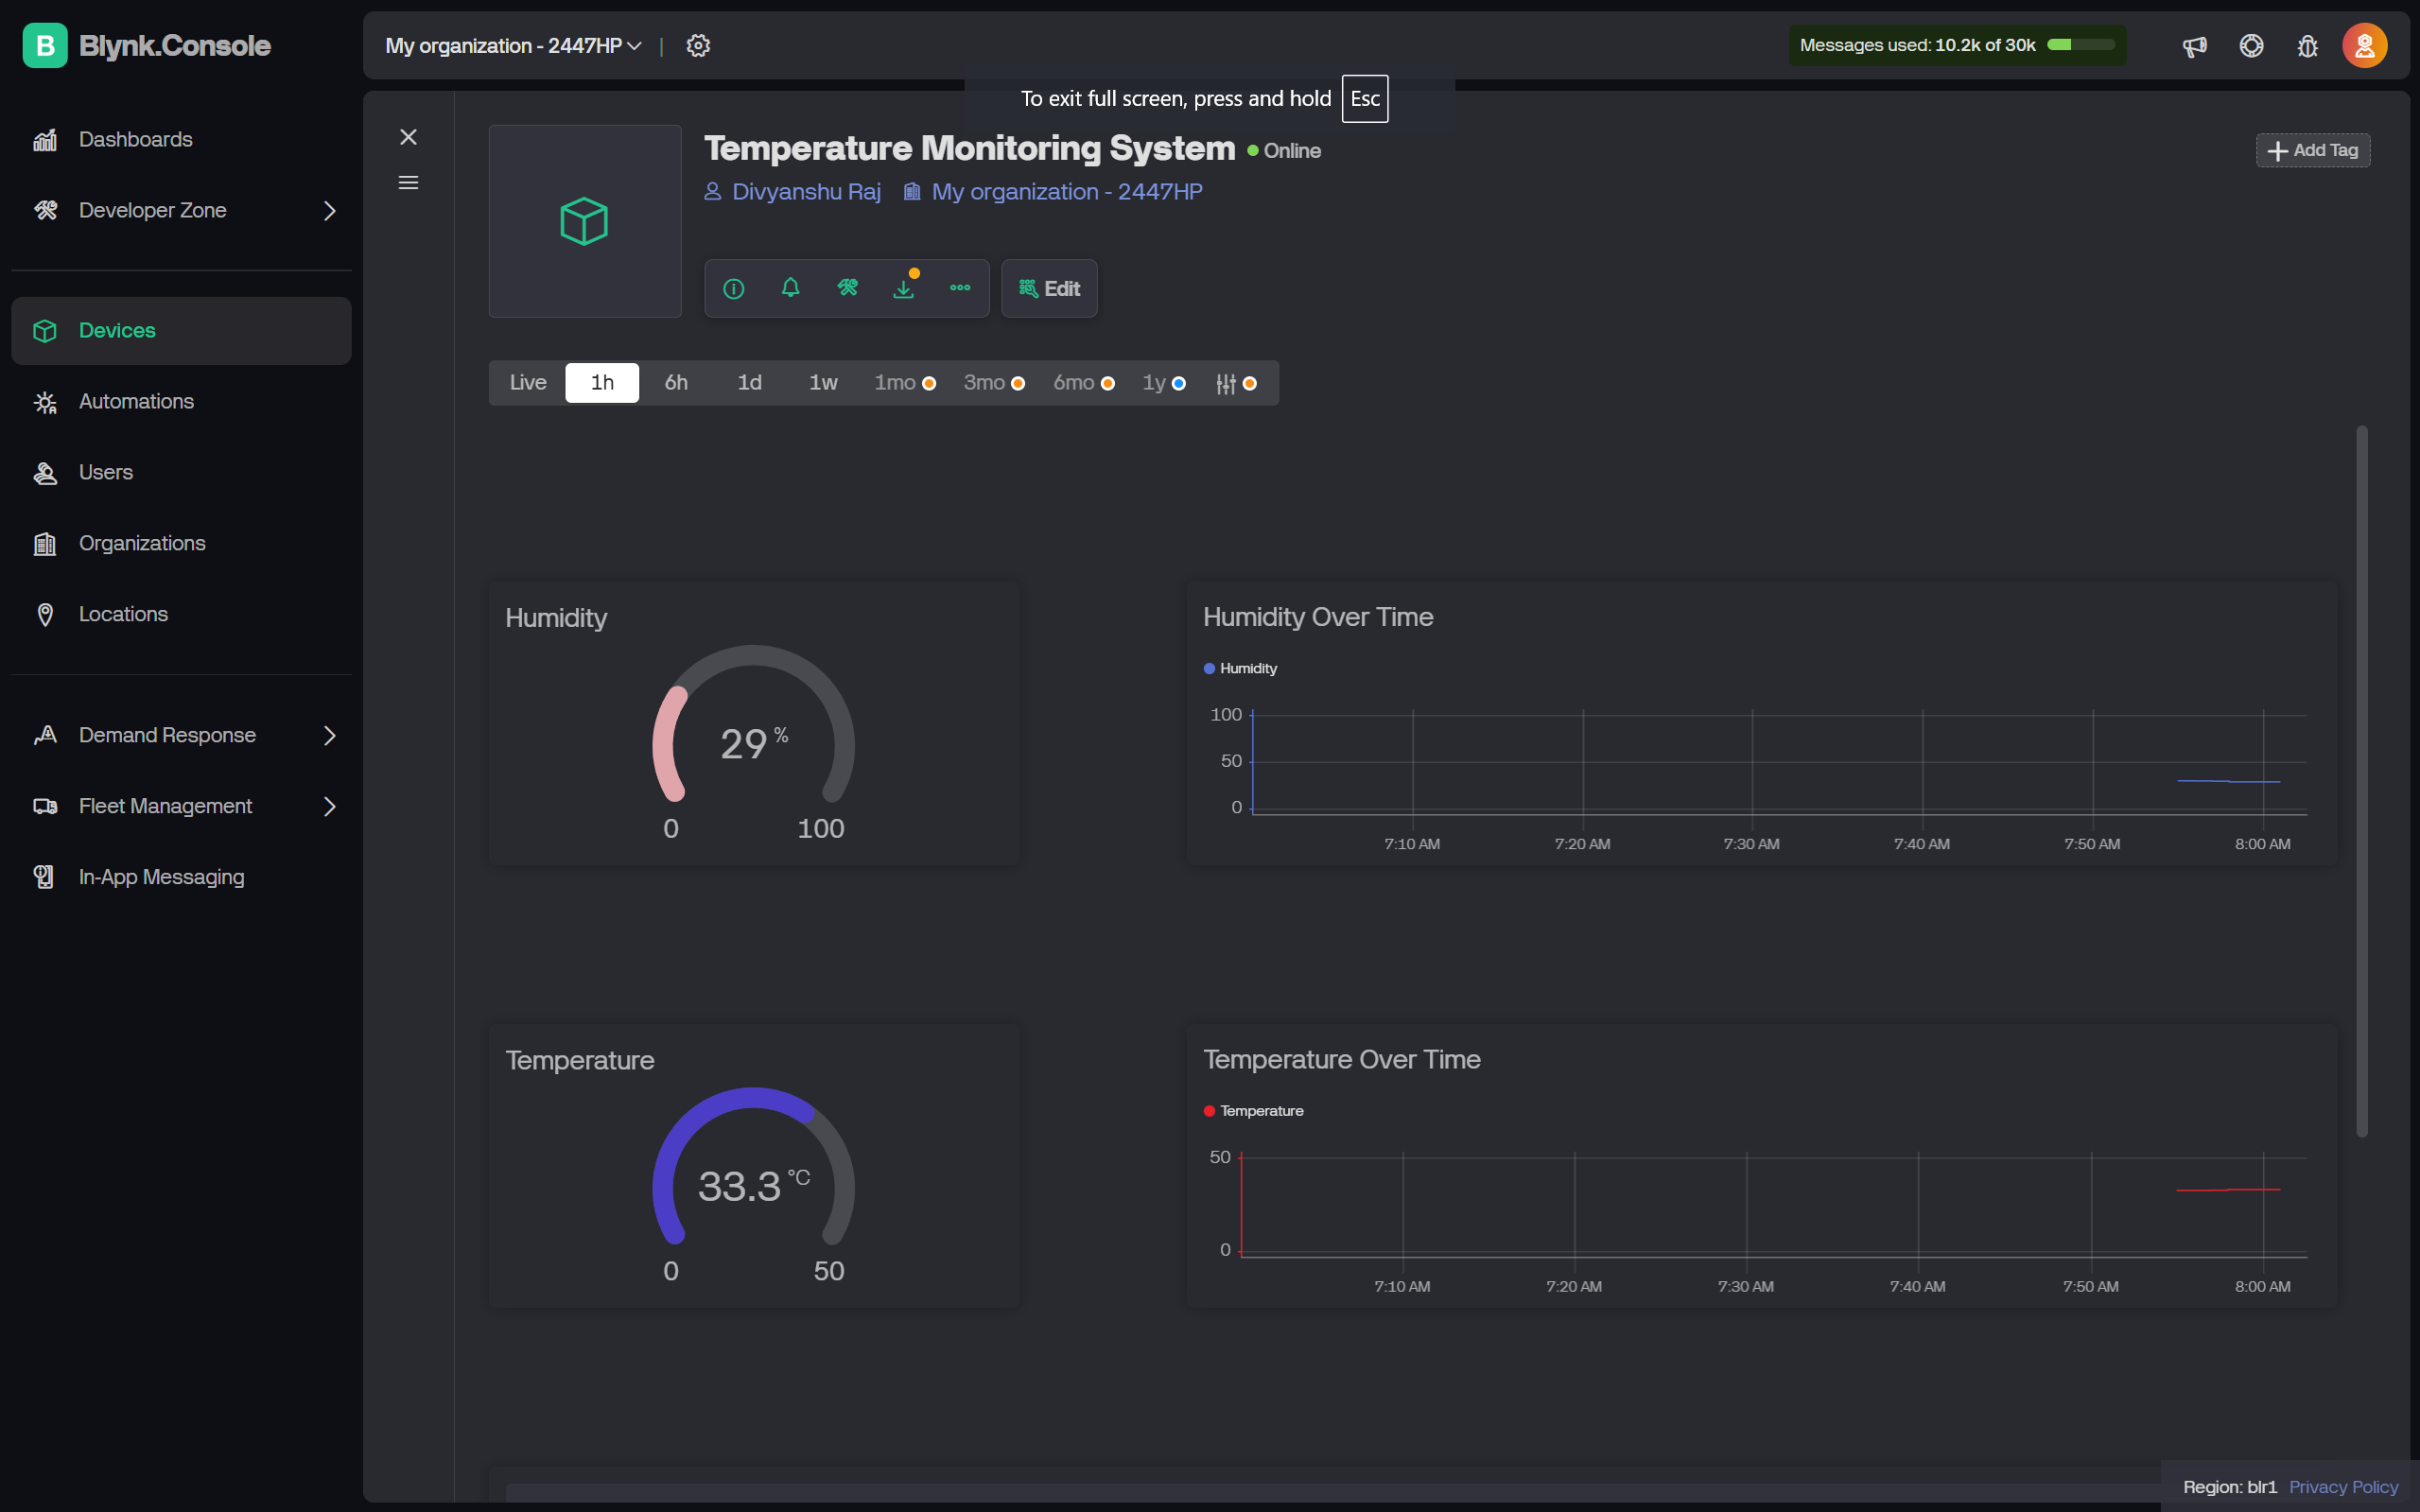 B Blynk.Console
My organization - 2447HP |
Messages used: 10.2k of 30k
To exit full screen, press and hold Esc
Dashboards
Developer Zone
Devices
Automations
Users
Organizations
Locations
Demand Response
Fleet Management
In-App Messaging
Temperature Monitoring System Online
Add Tag
Divyanshu Raj My organization - 2447HP
Edit
Live 1h 6h 1d 1w 1mo 3mo 6mo 1y
Humidity
29 %
0 100
Humidity Over Time
Humidity
100
50
0
7:10 AM 7:20 AM 7:30 AM 7:40 AM 7:50 AM 8:00 AM
Temperature
33.3 °C
0 50
Temperature Over Time
Temperature
50
0
7:10 AM 7:20 AM 7:30 AM 7:40 AM 7:50 AM 8:00 AM
Region: blr1 Privacy Policy